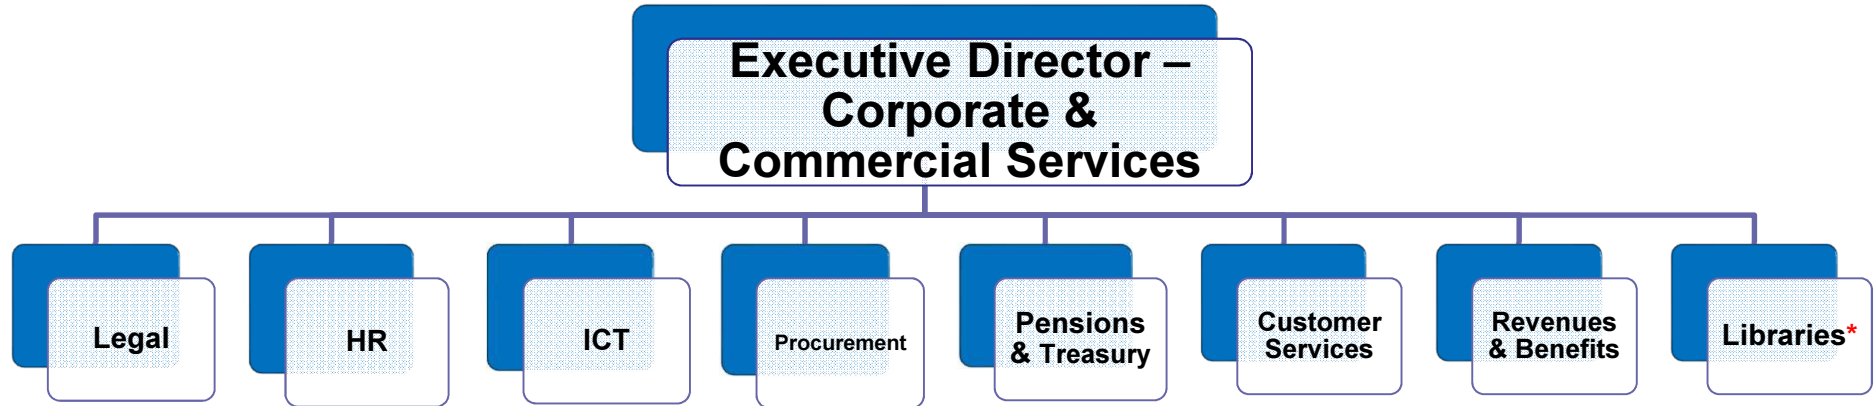 Executive Director –
Corporate &
Commercial Services
Legal
HR
ICT
Procurement
Pensions
& Treasury
Customer
Services
Revenues
& Benefits
Libraries*